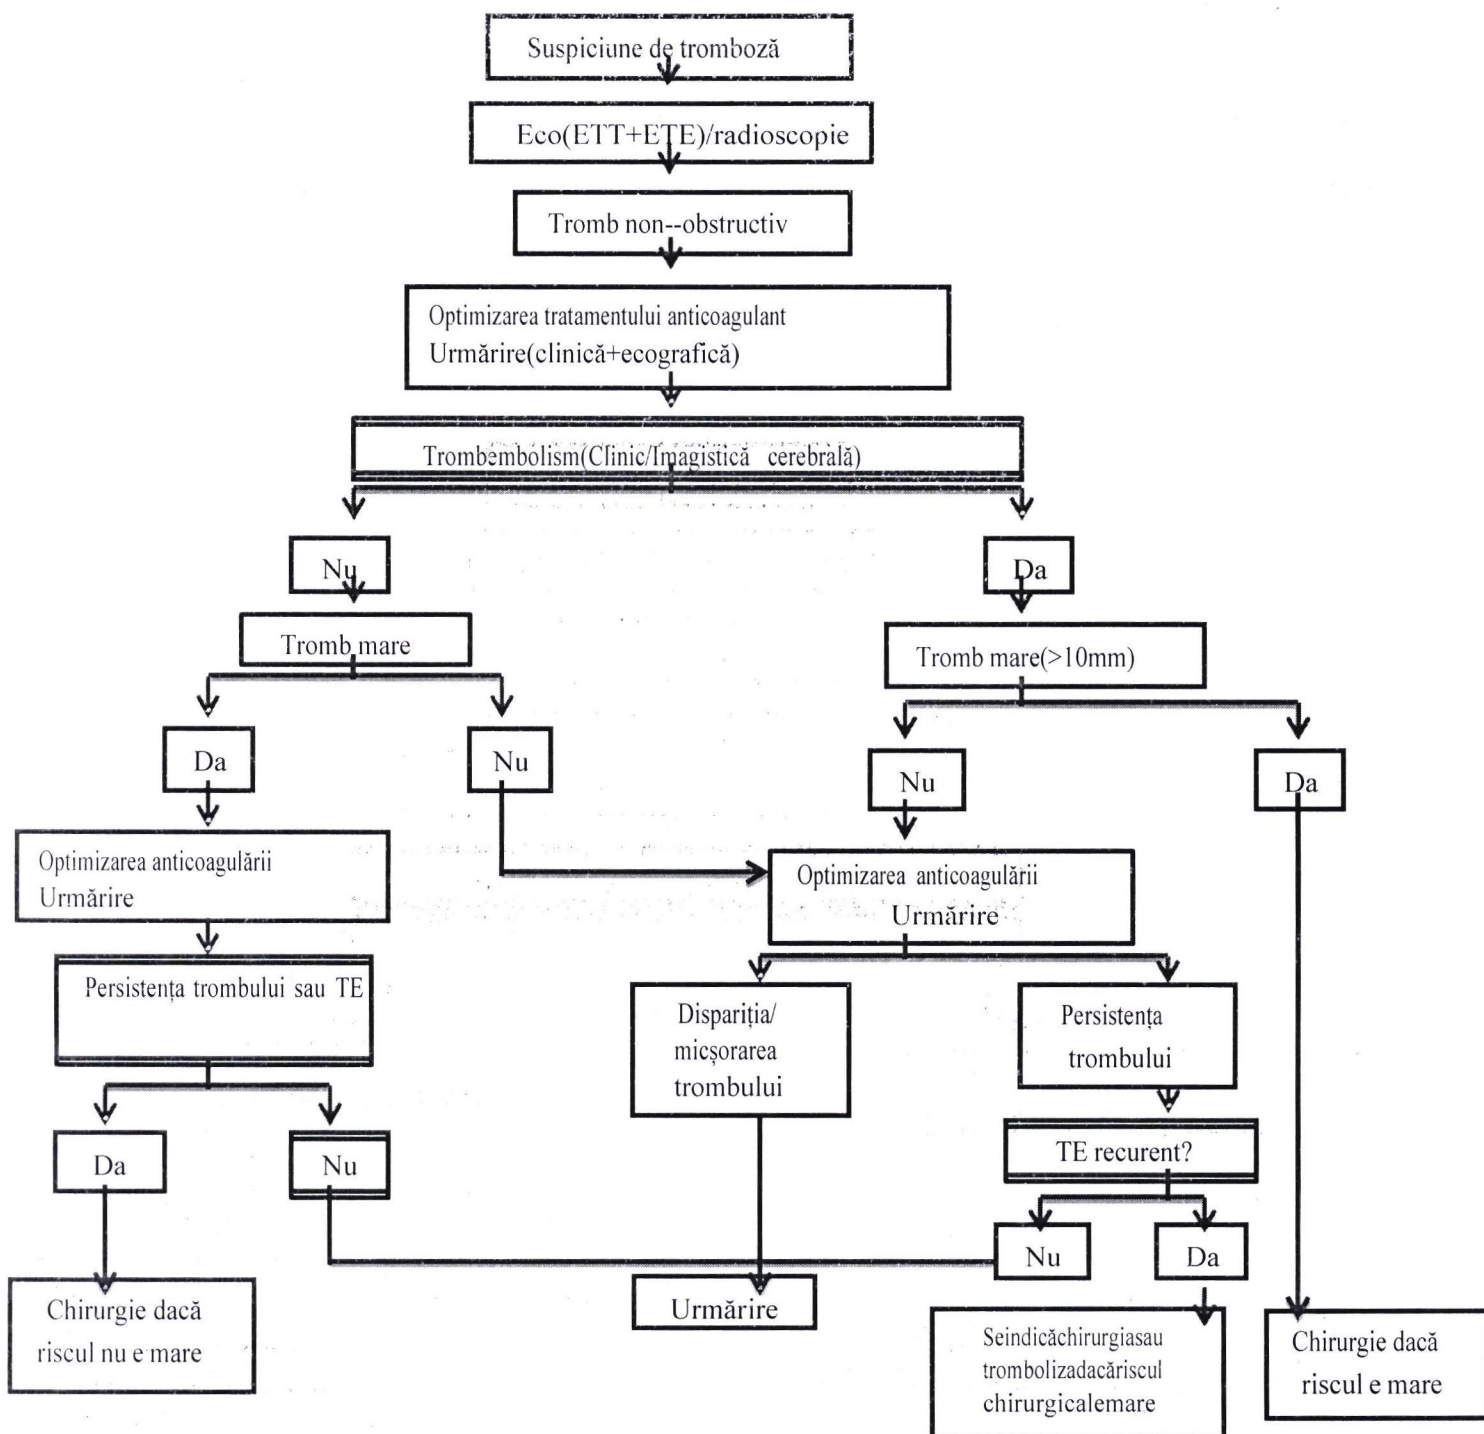 Suspiciune de tromboză
Eco(ETT+ETE)/radioscopie
Tromb non--obstructiv
Optimizarea tratamentului anticoagulant
Urmărire(clinică+ecografică)
Trombembolism(Clinic/Imagistică cerebrală)
Nu
Da
Tromb mare
Tromb mare(>10mm)
Da
Nu
Nu
Da
Optimizarea anticoagulării
Urmărire
Optimizarea anticoagulării
Urmărire
Persistența trombului sau TE
Dispariția/
micșorarea
trombului
Persistența
trombului
Da
Nu
TE recurent?
Nu
Da
Urmărire
Chirurgie dacă
riscul nu e mare
Seindicăchirurgiasau
trombolizadacăriscul
chirurgicalemare
Chirurgie dacă
riscul e mare